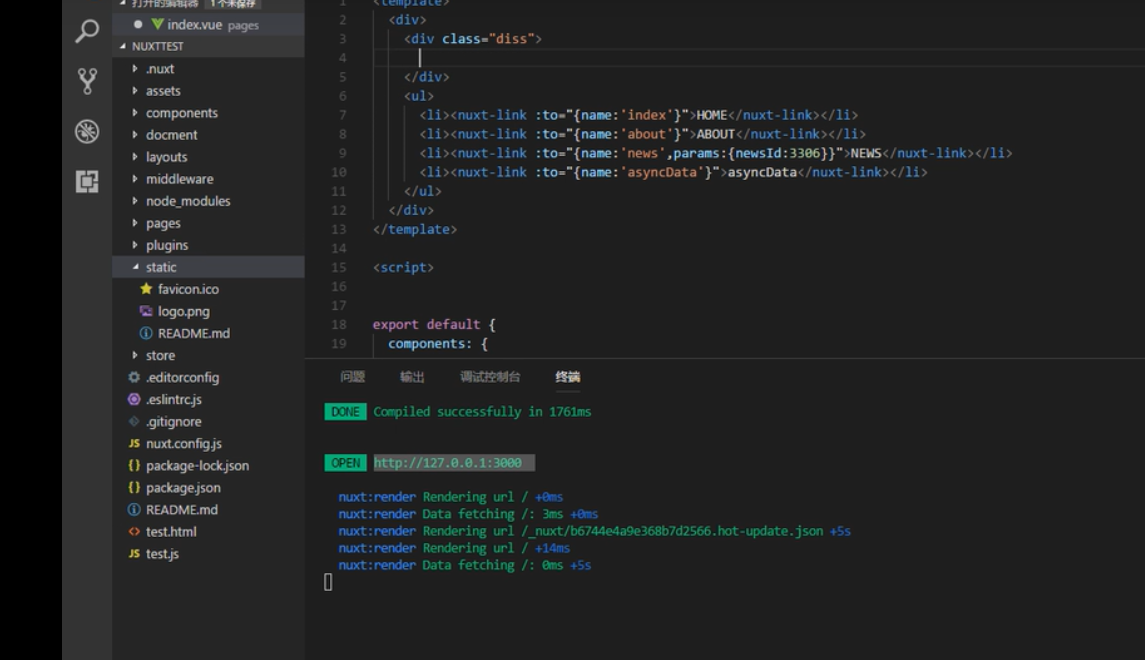 打开的编辑器 1个未保存
index.vue pages
NUXTTEST
.nuxt
assets
components
docment
layouts
middleware
node_modules
pages
plugins
static
favicon.ico
logo.png
README.md
store
.editorconfig
.eslintrc.js
.gitignore
nuxt.config.js
package-lock.json
package.json
README.md
test.html
test.js
1 <template>
2 <div>
3 <div class="diss">
4
5 </div>
6 <ul>
7 <li><nuxt-link :to="{name:'index'}">HOME</nuxt-link></li>
8 <li><nuxt-link :to="{name:'about'}">ABOUT</nuxt-link></li>
9 <li><nuxt-link :to="{name:'news',params:{newsId:3306}}">NEWS</nuxt-link></li>
10 <li><nuxt-link :to="{name:'asyncData'}">asyncData</nuxt-link></li>
11 </ul>
12 </div>
13 </template>
14
15 <script>
16
17
18 export default {
19 components: {
问题 输出 调试控制台 终端
DONE Compiled successfully in 1761ms
OPEN http://127.0.0.1:3000
nuxt:render Rendering url / +0ms
nuxt:render Data fetching /: 3ms +0ms
nuxt:render Rendering url /_nuxt/b6744e4a9e368b7d2566.hot-update.json +5s
nuxt:render Rendering url / +14ms
nuxt:render Data fetching /: 0ms +5s